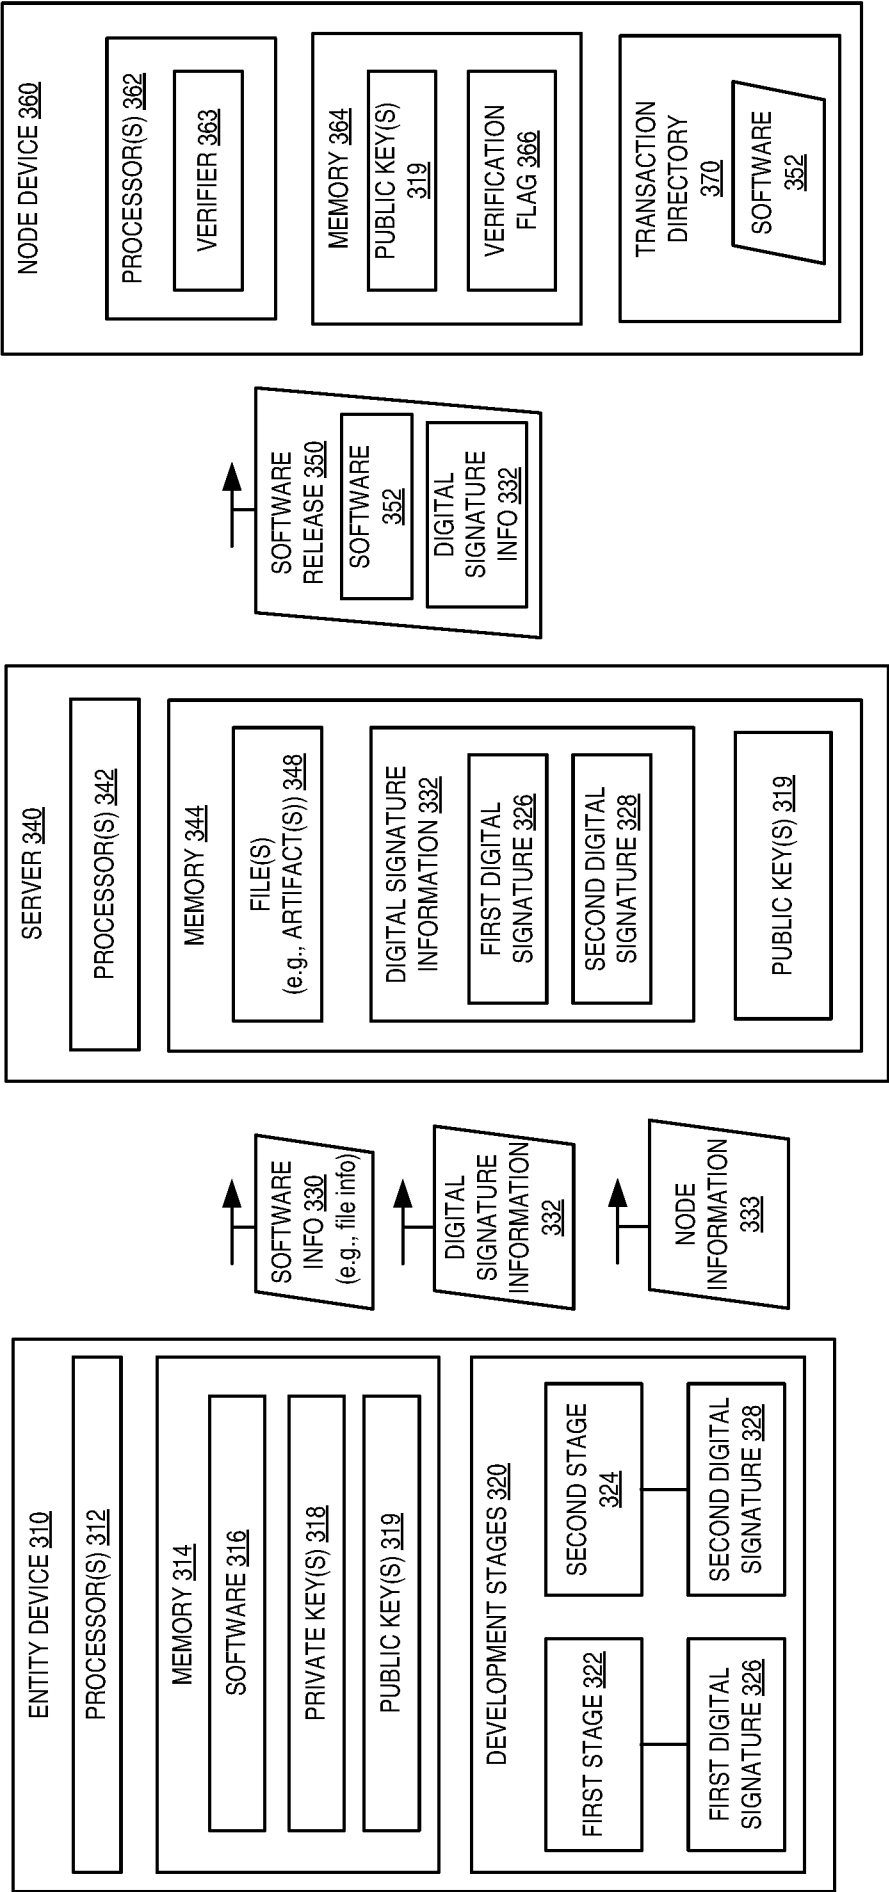 ENTITY DEVICE 310
PROCESSOR(S) 312
MEMORY 314
SOFTWARE 316
PRIVATE KEY(S) 318
PUBLIC KEY(S) 319
DEVELOPMENT STAGES 320
FIRST STAGE 322
SECOND STAGE
324
FIRST DIGITAL
SIGNATURE 326
SECOND DIGITAL
SIGNATURE 328
SOFTWARE
INFO 330
(e.g., file info)
DIGITAL
SIGNATURE
INFORMATION
332
NODE
INFORMATION
333
SERVER 340
PROCESSOR(S) 342
MEMORY 344
FILE(S)
(e.g., ARTIFACT(S)) 348
DIGITAL SIGNATURE
INFORMATION 332
FIRST DIGITAL
SIGNATURE 326
SECOND DIGITAL
SIGNATURE 328
PUBLIC KEY(S) 319
SOFTWARE
RELEASE 350
SOFTWARE
352
DIGITAL
SIGNATURE
INFO 332
NODE DEVICE 360
PROCESSOR(S) 362
VERIFIER 363
MEMORY 364
PUBLIC KEY(S)
319
VERIFICATION
FLAG 366
TRANSACTION
DIRECTORY
370
SOFTWARE
352